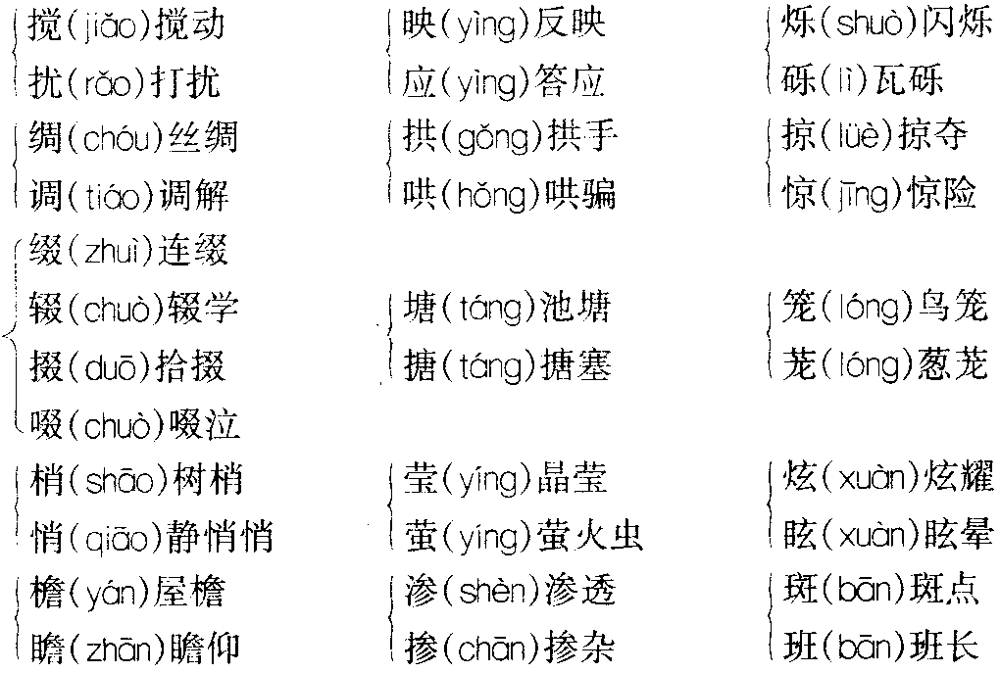 搅(jiǎo)搅动 映(yìng)反映 烁(shuò)闪烁
扰(rǎo)打扰 应(yìng)答应 砾(lì)瓦砾
绸(chóu)丝绸 拱(gǒng)拱手 掠(lüè)掠夺
调(tiáo)调解 哄(hǒng)哄骗 惊(jīng)惊险
缀(zhuì)连缀
辍(chuò)辍学 塘(táng)池塘 笼(lóng)鸟笼
掇(duō)拾掇 搪(táng)搪塞 茏(lóng)葱茏
啜(chuò)啜泣
梢(shāo)树梢 莹(yíng)晶莹 炫(xuàn)炫耀
悄(qiāo)静悄悄 萤(yíng)萤火虫 眩(xuàn)眩晕
檐(yán)屋檐 渗(shèn)渗透 斑(bān)斑点
瞻(zhān)瞻仰 掺(chān)掺杂 班(bān)班长